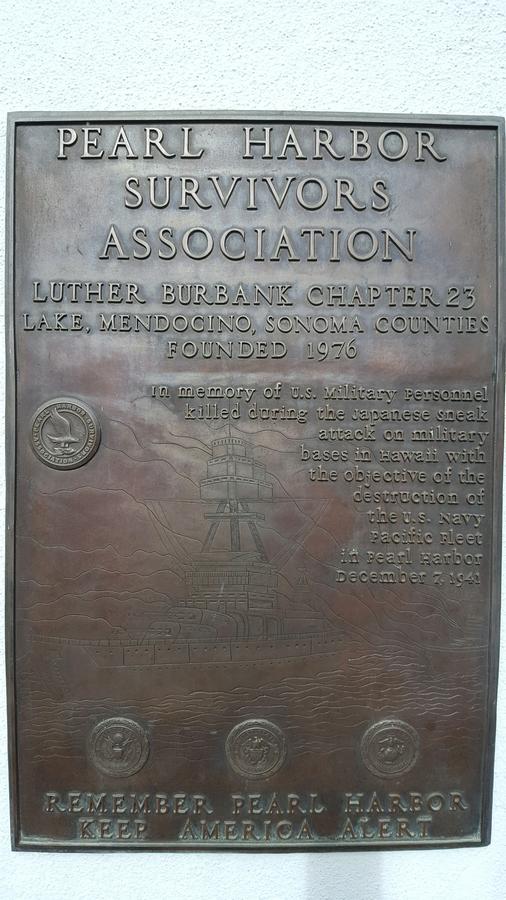 PEARL HARBOR
SURVIVORS
ASSOCIATION
LUTHER BURBANK CHAPTER 23
LAKE, MENDOCINO, SONOMA COUNTIES
FOUNDED 1976
In memory of U.S. Military Personnel
killed during the Japanese sneak
attack on military
bases in Hawaii with
the objective of the
destruction of
the U.S. Navy
Pacific Fleet
in Pearl Harbor
December 7, 1941
REMEMBER PEARL HARBOR
KEEP AMERICA ALERT